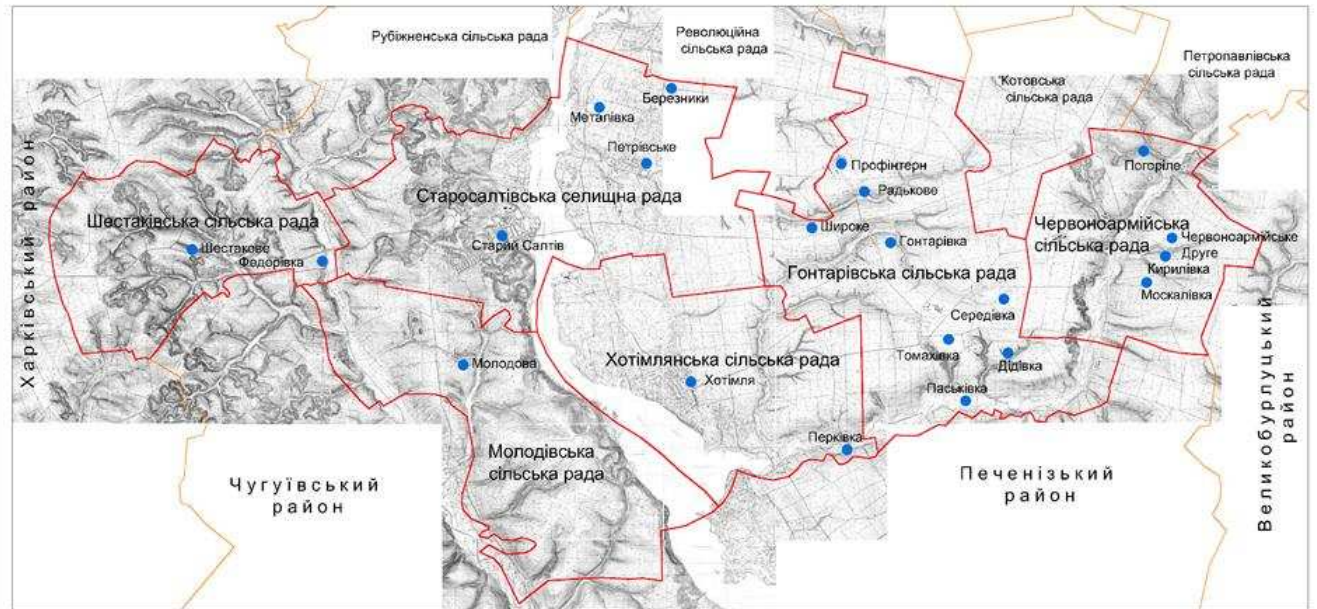 Рубіжненська сільська рада
Революційна
сільська рада
Петропавлівська
сільська рада
Котовська
сільська рада
Березники
Металівка
Петрівське
Профінтерн
Погоріле
Радькове
Старосалтівська селищна рада
Шестаківська сільська рада
Широке
Червоноармійська
сільська рада
Червоноармійське
Друге
Старий Салтів
Гонтарівка
Шестакове
Федорівка
Кирилівка
Гонтарівська сільська рада
Москалівка
Середівка
Харківський район
Томахівка
Дідівка
Хотімлянська сільська рада
Молодова
Хотімля
Паськівка
Великобурлуцький
район
Перківка
Молодівська
сільська рада
Чугуївський
район
Печенізький
район